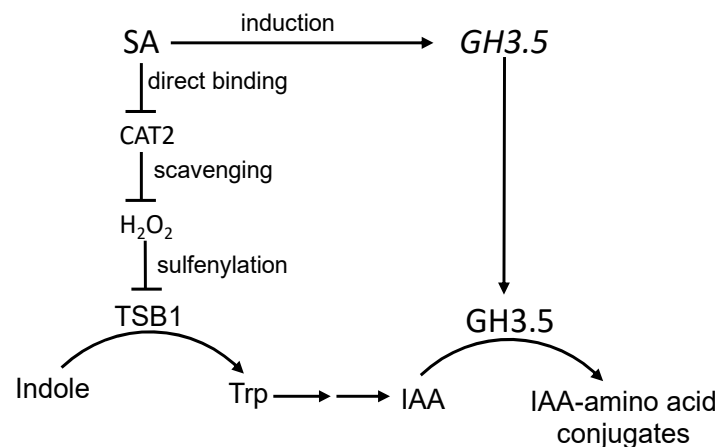 induction
SA
GH3.5
direct binding
CAT2
scavenging
H₂O₂
sulfenylation
TSB1
GH3.5
Indole
Trp
IAA
IAA-amino acid
conjugates